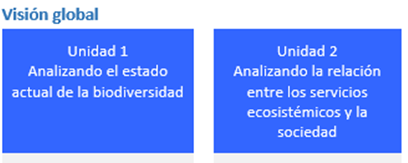 Visión global
Unidad 1
Analizando el estado
actual de la biodiversidad
Unidad 2
Analizando la relación
entre los servicios
ecosistémicos y la
sociedad